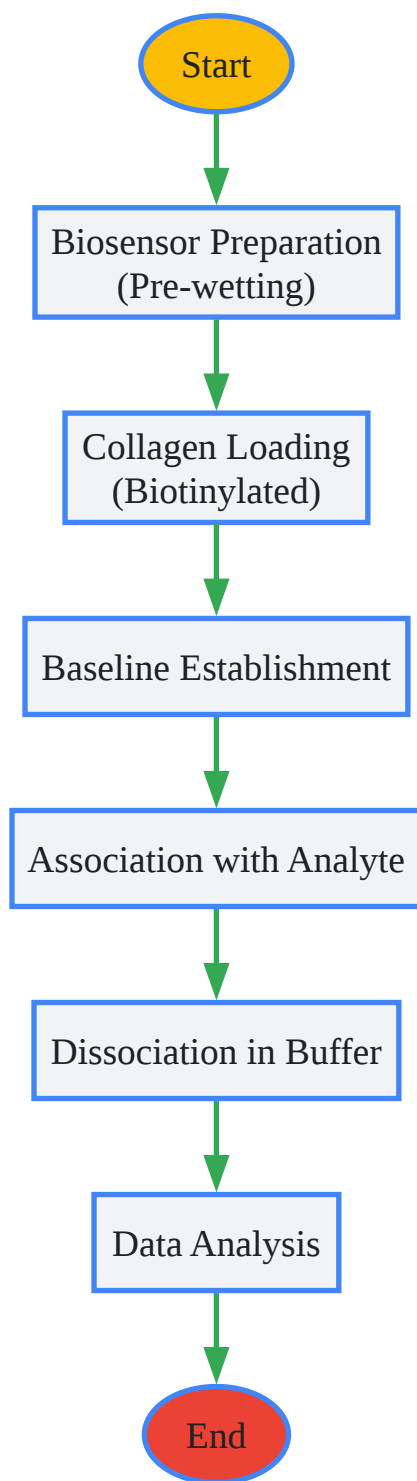 Start
Biosensor Preparation
(Pre-wetting)
Collagen Loading
(Biotinylated)
Baseline Establishment
Association with Analyte
Dissociation in Buffer
Data Analysis
End